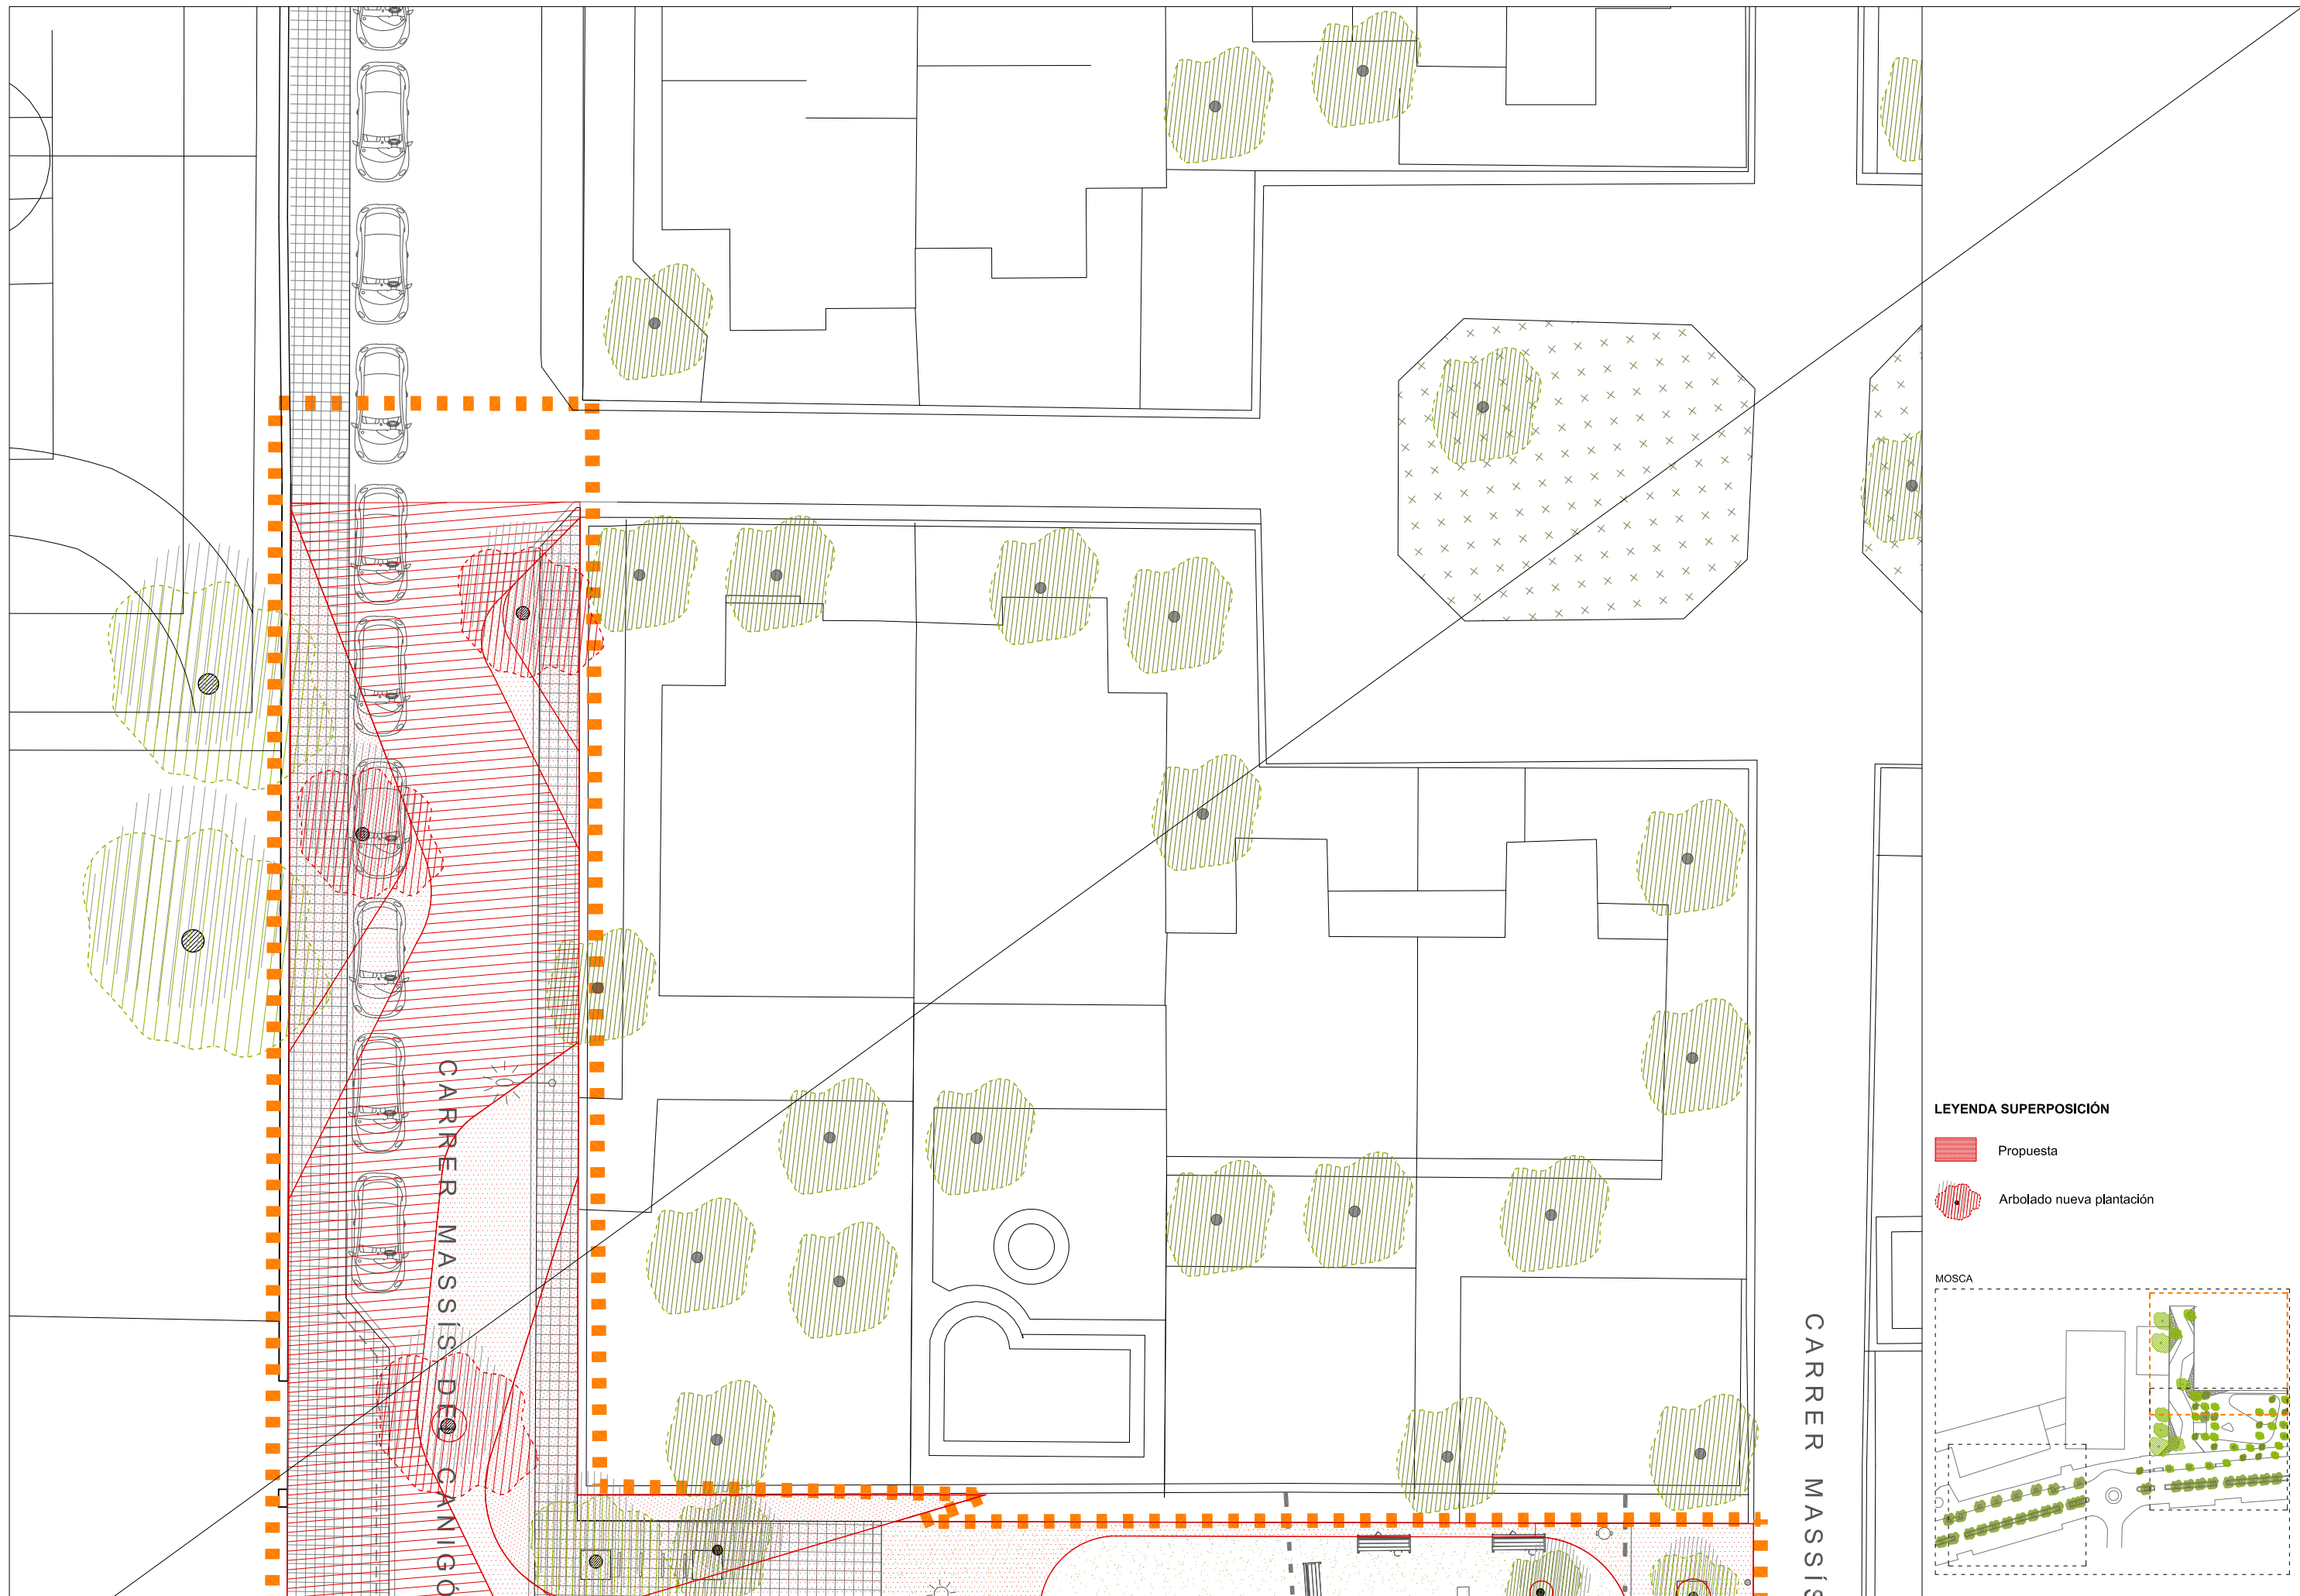 CARRER MASSÍS DEL CANIGÓ
CARRER MASSÍS
LEYENDA SUPERPOSICIÓN
Propuesta
Arbolado nueva plantación
MOSCA